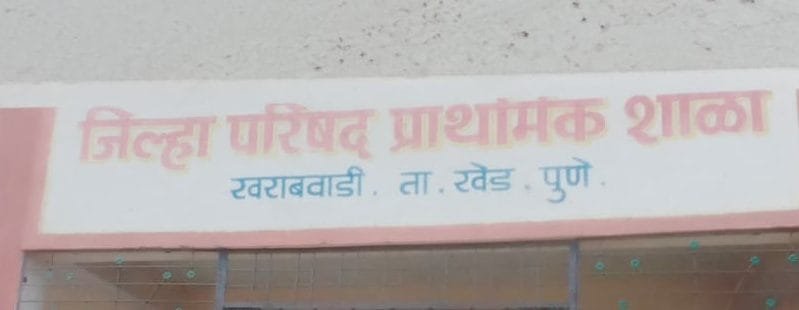 जिल्हा परिषद प्राथमिक शाळा
खराबवाडी. ता. खेड. पुणे.